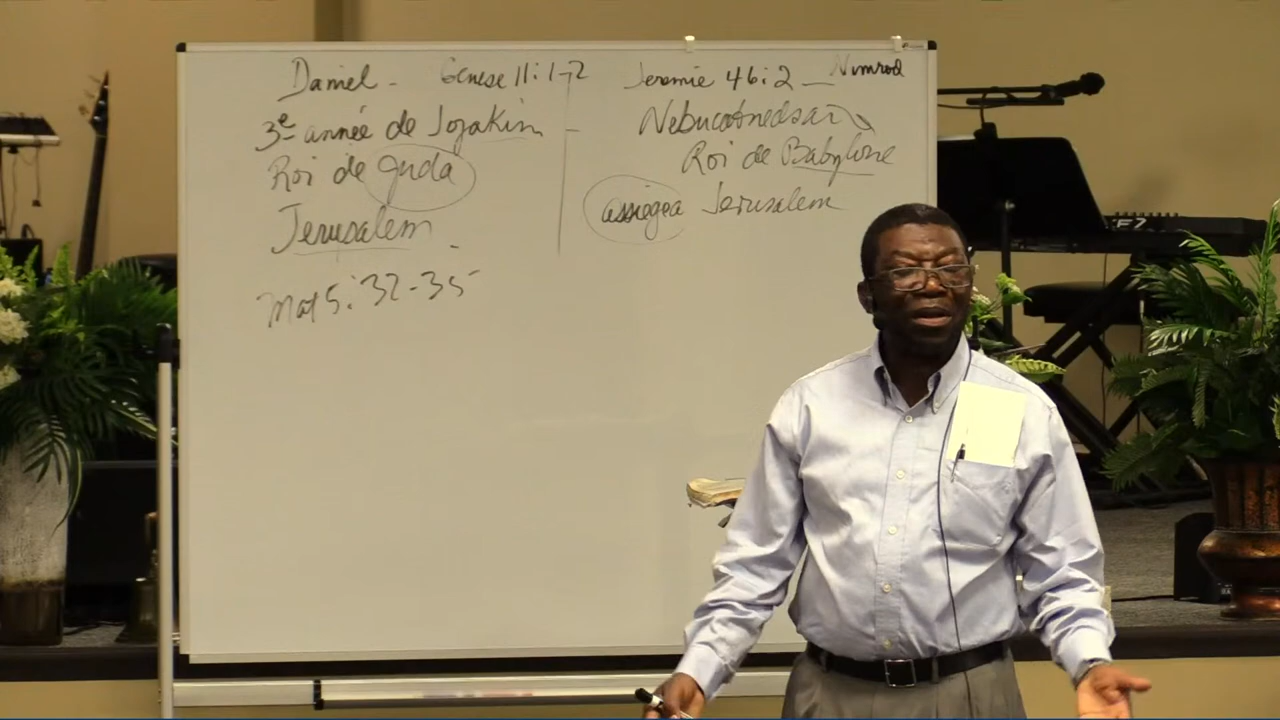 Daniel - Genese 11:1-2
3e année de Jojakim
Roi de Juda
Jerusalem
Mat 5:32-35
Jeremie 46:2 - Nimrod
Nebucadnedsar
Roi de Babylone
assiegea Jerusalem